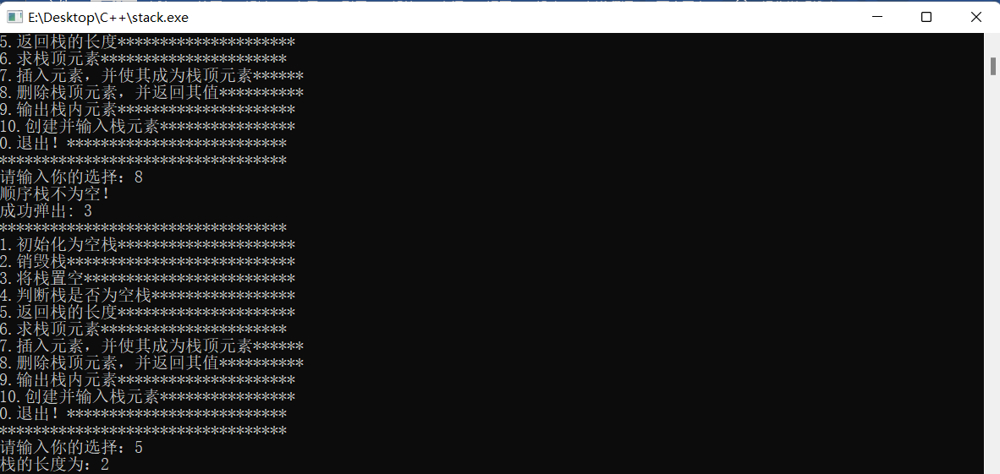 E:\Desktop\C++\stack.exe
5.返回栈的长度*********************
6.求栈顶元素**********************
7.插入元素，并使其成为栈顶元素******
8.删除栈顶元素，并返回其值**********
9.输出栈内元素*********************
10.创建并输入栈元素****************
0.退出！**************************
**********************************
请输入你的选择：8
顺序栈不为空！
成功弹出: 3
**********************************
1.初始化为空栈*********************
2.销毁栈***************************
3.将栈置空*************************
4.判断栈是否为空栈*****************
5.返回栈的长度*********************
6.求栈顶元素**********************
7.插入元素，并使其成为栈顶元素******
8.删除栈顶元素，并返回其值**********
9.输出栈内元素*********************
10.创建并输入栈元素****************
0.退出！**************************
**********************************
请输入你的选择：5
栈的长度为：2